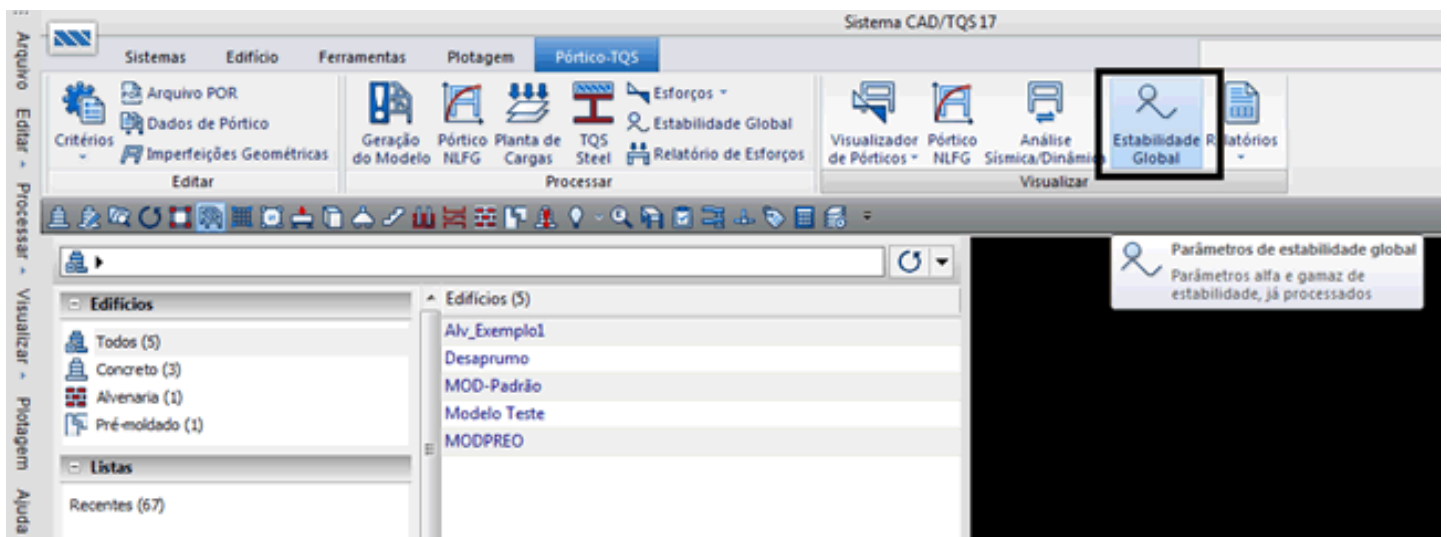 Sistema CAD/TQS 17
Sistemas Edifício Ferramentas Plotagem Pórtico-TQS
Arquivo Editar Processar Visualizar Plotagem Ajuda
Critérios
Arquivo POR
Dados de Pórtico
Imperfeições Geométricas
Editar
Geração
do Modelo
Pórtico
NLFG
Planta de
Cargas
TQS
Steel
Esforços
Estabilidade Global
Relatório de Esforços
Processar
Visualizador
de Pórticos
Pórtico
NLFG
Análise
Sísmica/Dinâmica
Estabilidade
Global
Relatórios
Visualizar
Parâmetros de estabilidade global
Parâmetros alfa e gamaz de
estabilidade, já processados
Edifícios
Todos (5)
Concreto (3)
Alvenaria (1)
Pré-moldado (1)
Listas
Recentes (67)
Edifícios (5)
Alv_Exemplo1
Desaprumo
MOD-Padrão
Modelo Teste
MODPREO